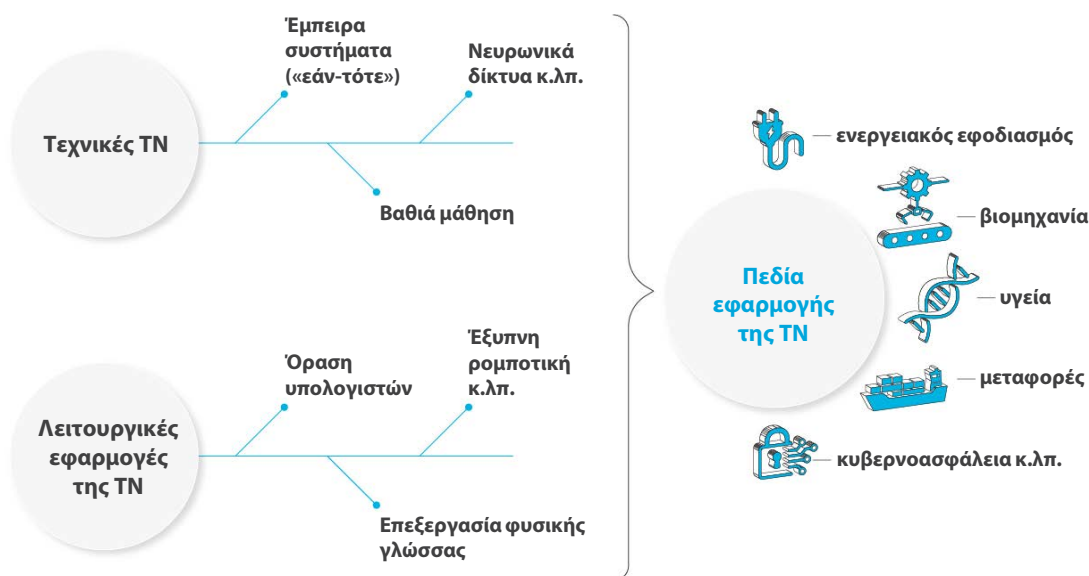 Τεχνικές ΤΝ
Έμπειρα
συστήματα
(«εάν-τότε»)
Νευρωνικά
δίκτυα κ.λπ.
Βαθιά μάθηση
Λειτουργικές
εφαρμογές
της ΤΝ
Όραση
υπολογιστών
Έξυπνη
ρομποτική
κ.λπ.
Επεξεργασία φυσικής
γλώσσας
Πεδία
εφαρμογής
της ΤΝ
ενεργειακός εφοδιασμός
βιομηχανία
υγεία
μεταφορές
κυβερνοασφάλεια κ.λπ.